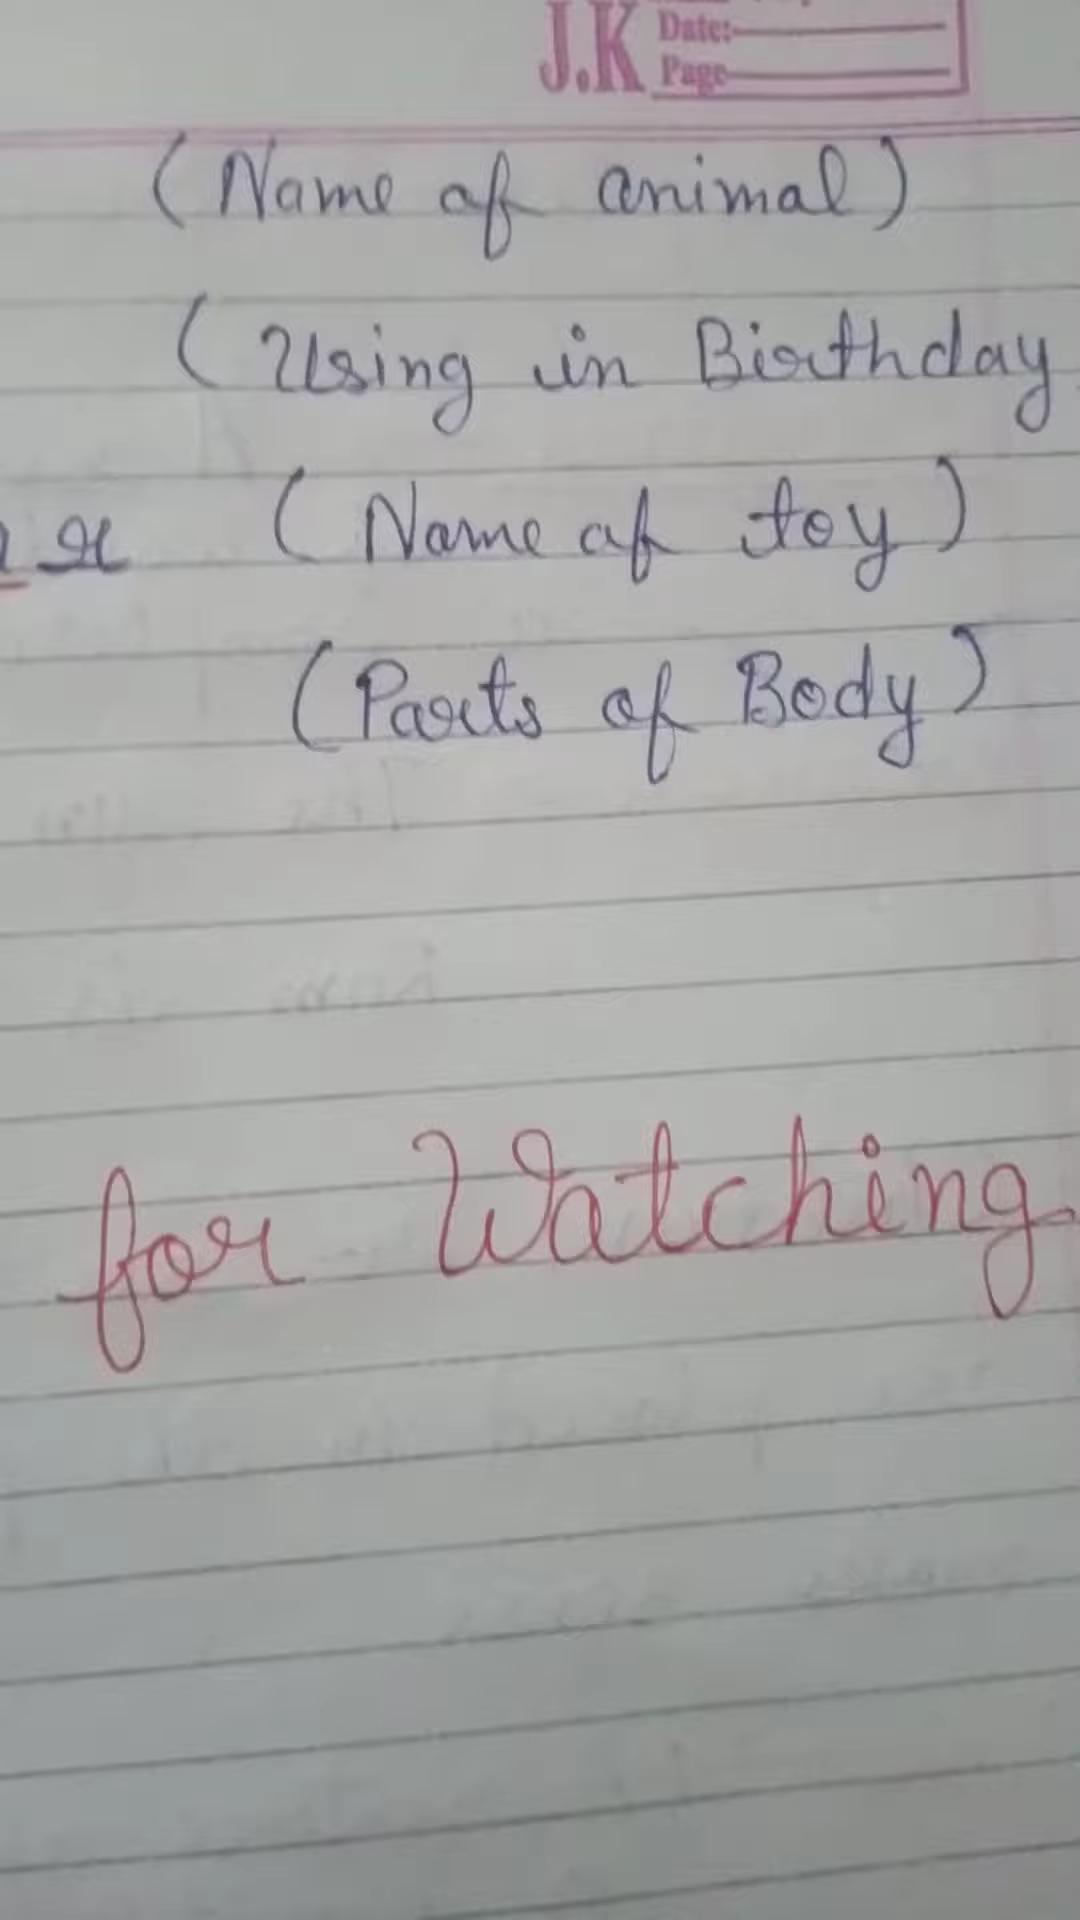 J.K Date:
Page
(Name of animal)
(Using in Birthday
r (Name of toy)
(Parts of Body)
for Watching